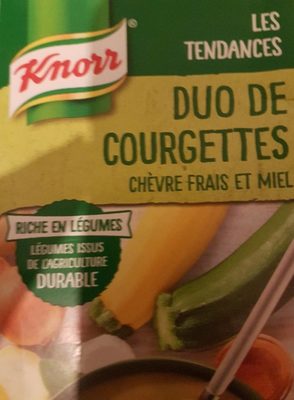 Knorr
LES
TENDANCES
DUO DE
COURGETTES
CHÈVRE FRAIS ET MIEL
RICHE EN LÉGUMES
LÉGUMES ISSUS
DE L'AGRICULTURE
DURABLE